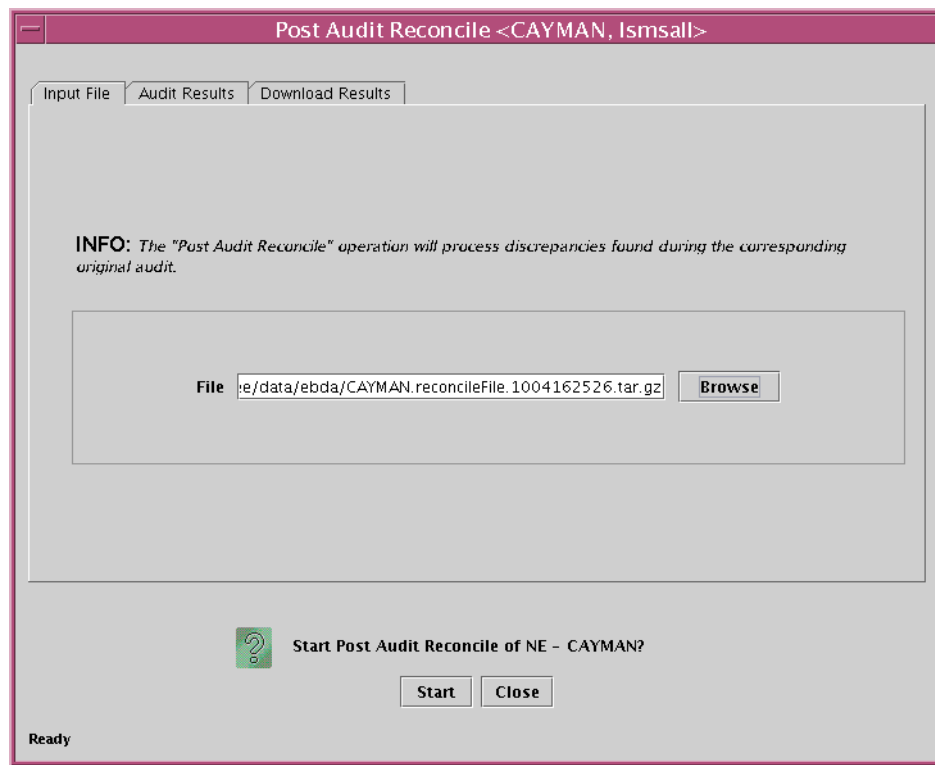 Post Audit Reconcile <CAYMAN, lsmsall>
Input File Audit Results Download Results
INFO: The "Post Audit Reconcile" operation will process discrepancies found during the corresponding
original audit.
File :e/data/ebda/CAYMAN.reconcileFile.1004162526.tar.gz Browse
Start Post Audit Reconcile of NE - CAYMAN?
Start Close
Ready